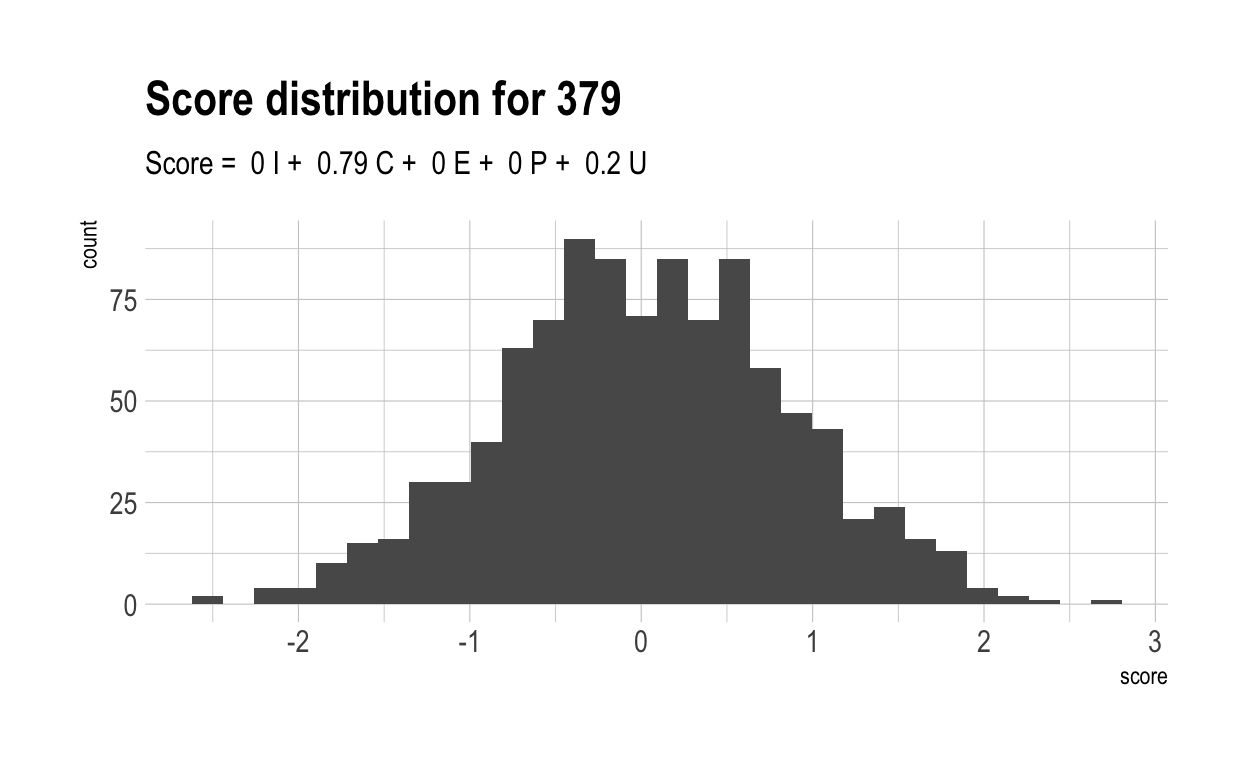 Score distribution for 379
Score =  0 I +  0.79 C +  0 E +  0 P +  0.2 U
count
75
50
25
0
-2 -1 0 1 2 3
score